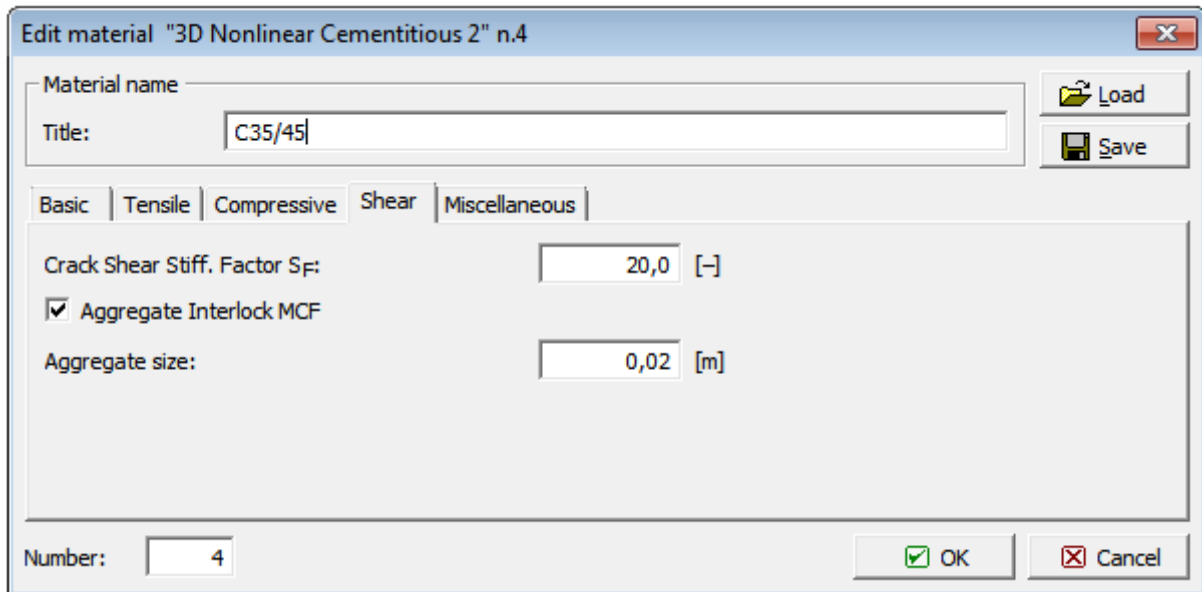 Edit material "3D Nonlinear Cementitious 2" n.4
Material name
Title: C35/45
Load
Save
Basic Tensile Compressive Shear Miscellaneous
Crack Shear Stiff. Factor SF: 20,0 [–]
Aggregate Interlock MCF
Aggregate size: 0,02 [m]
Number: 4 OK Cancel